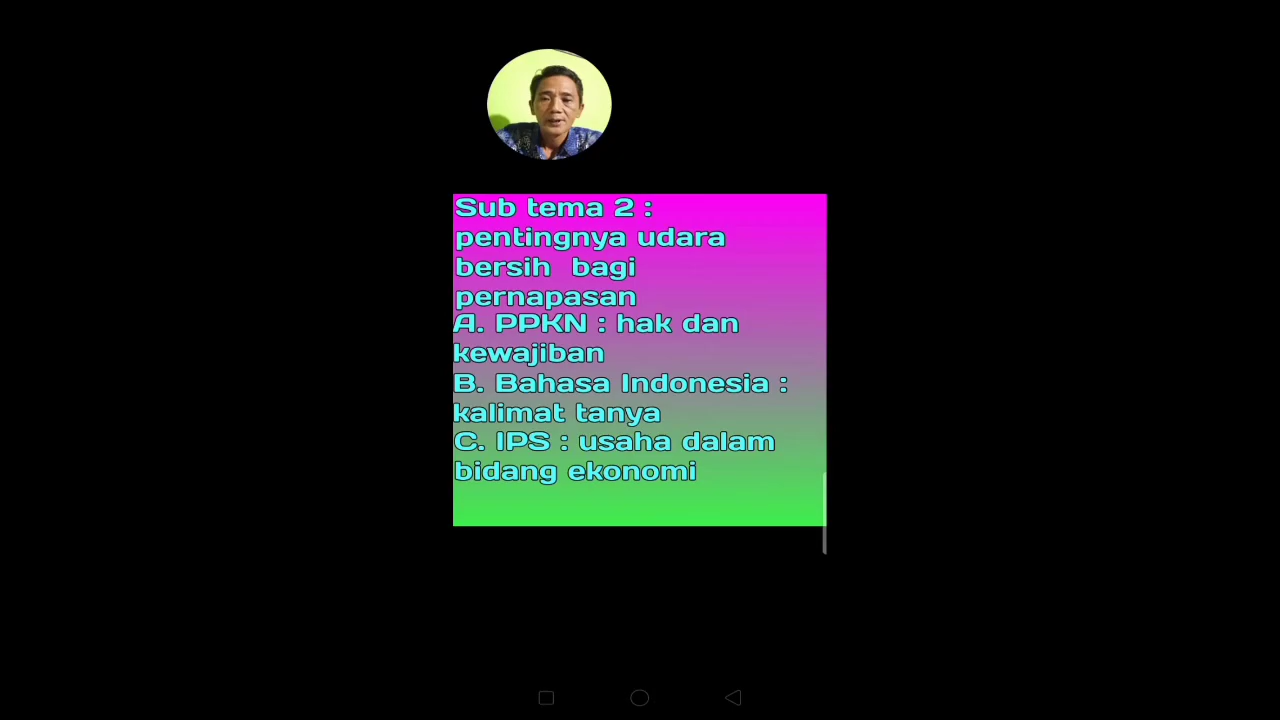 Sub tema 2 :
pentingnya udara
bersih bagi
pernapasan
A. PPKN : hak dan
kewajiban
B. Bahasa Indonesia :
kalimat tanya
C. IPS : usaha dalam
bidang ekonomi